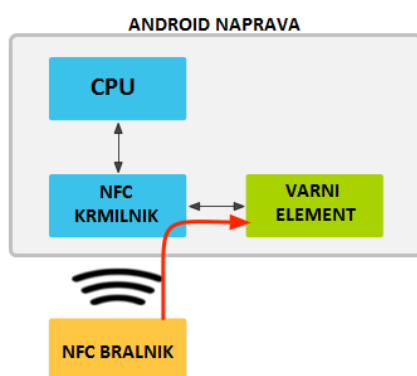 ANDROID NAPRAVA
CPU
NFC
KRMILNIK
VARNI
ELEMENT
NFC BRALNIK